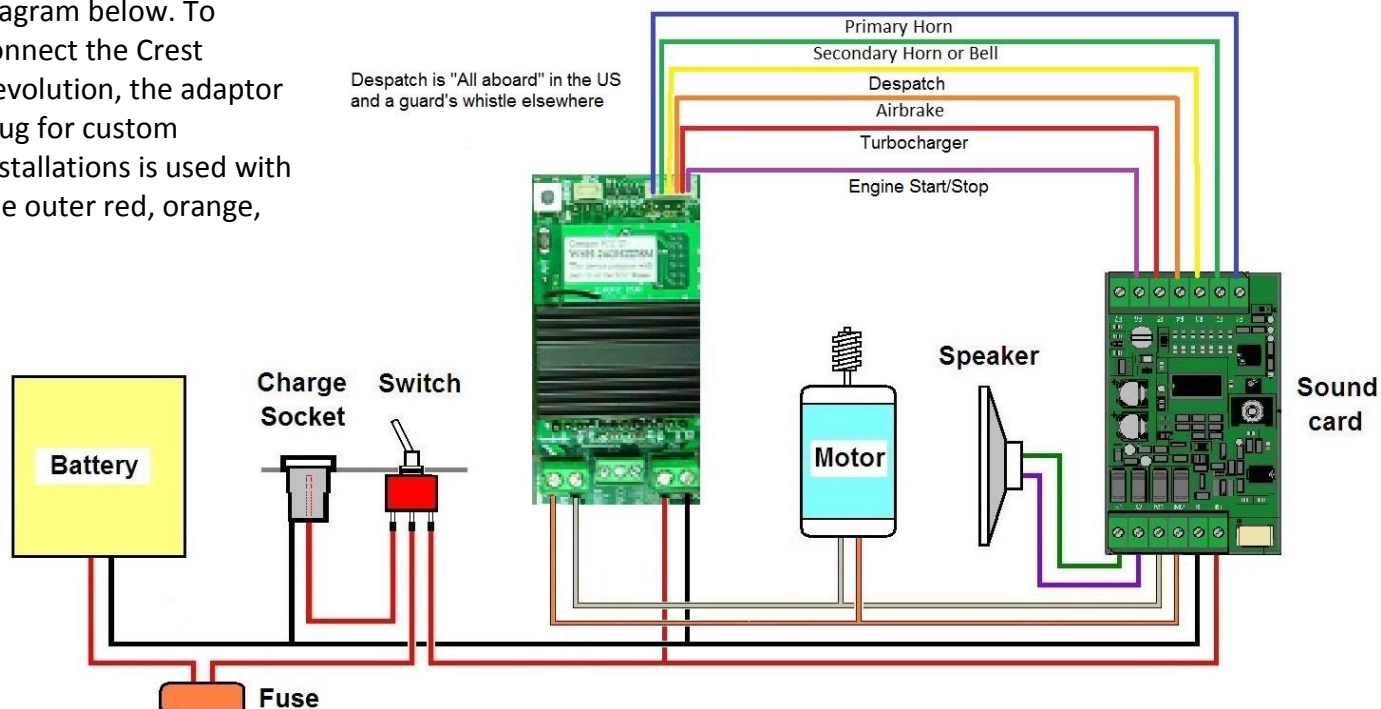 agram below. To
onnect the Crest
evolution, the adaptor
ug for custom
stallations is used with
e outer red, orange,
Despatch is "All aboard" in the US
and a guard's whistle elsewhere
Primary Horn
Secondary Horn or Bell
Despatch
Airbrake
Turbocharger
Engine Start/Stop
Battery
Charge
Socket
Switch
Motor
Speaker
Sound
card
Fuse